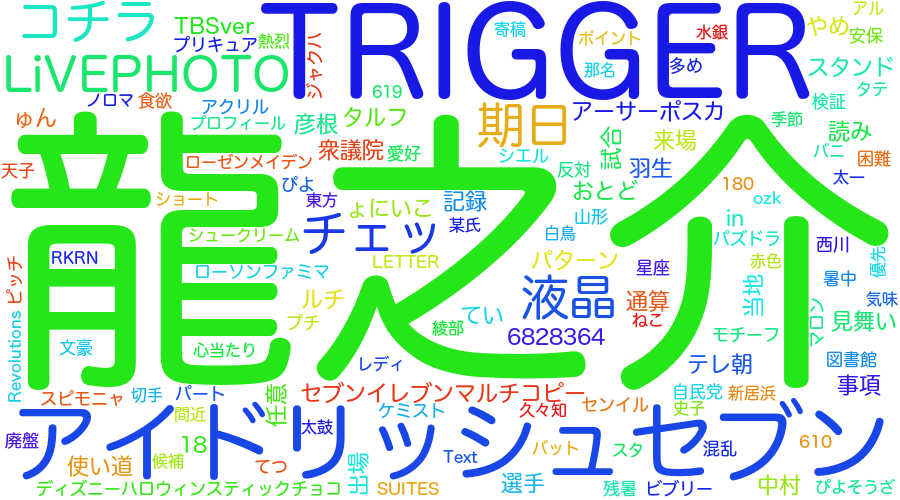 コチラ
TBSver
TRIGGER
寄稿
水銀
やめ
アル
安保
プリキュア
熱烈
ジャクハ
ポイント
LiVEPHOTO
那名
多め
スタンド
ノロマ
食欲
619
タテ
アクリル
タルフ
期日
アーサーポスカ
検証
ゅん
プロフィール
彦根
試合
来場
季節
読み
衆議院
愛好
シエル
反対
羽生
バニ
困難
天子
ローゼンメイデン
ぴよ
180
太一
龍之介
ショート
東方
ょにいこ
記録
おとど
ozk
シュークリーム
チェッ
某氏
山形
in
白鳥
パズドラ
西川
RKRN
LETTER
パターン
星座
赤色
優先
ピッチ
ローソンファミマ
液晶
通算
当地
暑中
ルチ
てい
気味
プチ
綾部
6828364
ねこ
モチーフ
マロン
見舞い
Revolutions
文豪
心当たり
レディ
テレ朝
図書館
スピモニャ
切手
パート
任意
セブンイレブンマルチコピー
自民党
新居浜
事項
間近
ケミスト
久々知
センイル
史子
アイドリッシュセブン
廃盤
18
太鼓
バット
スタ
混乱
610
使い道
候補
てつ
出場
Text
ディズニーハロウィンスティックチョコ
SUITES
選手
残暑
ビブリー
中村
ぴよそうざ